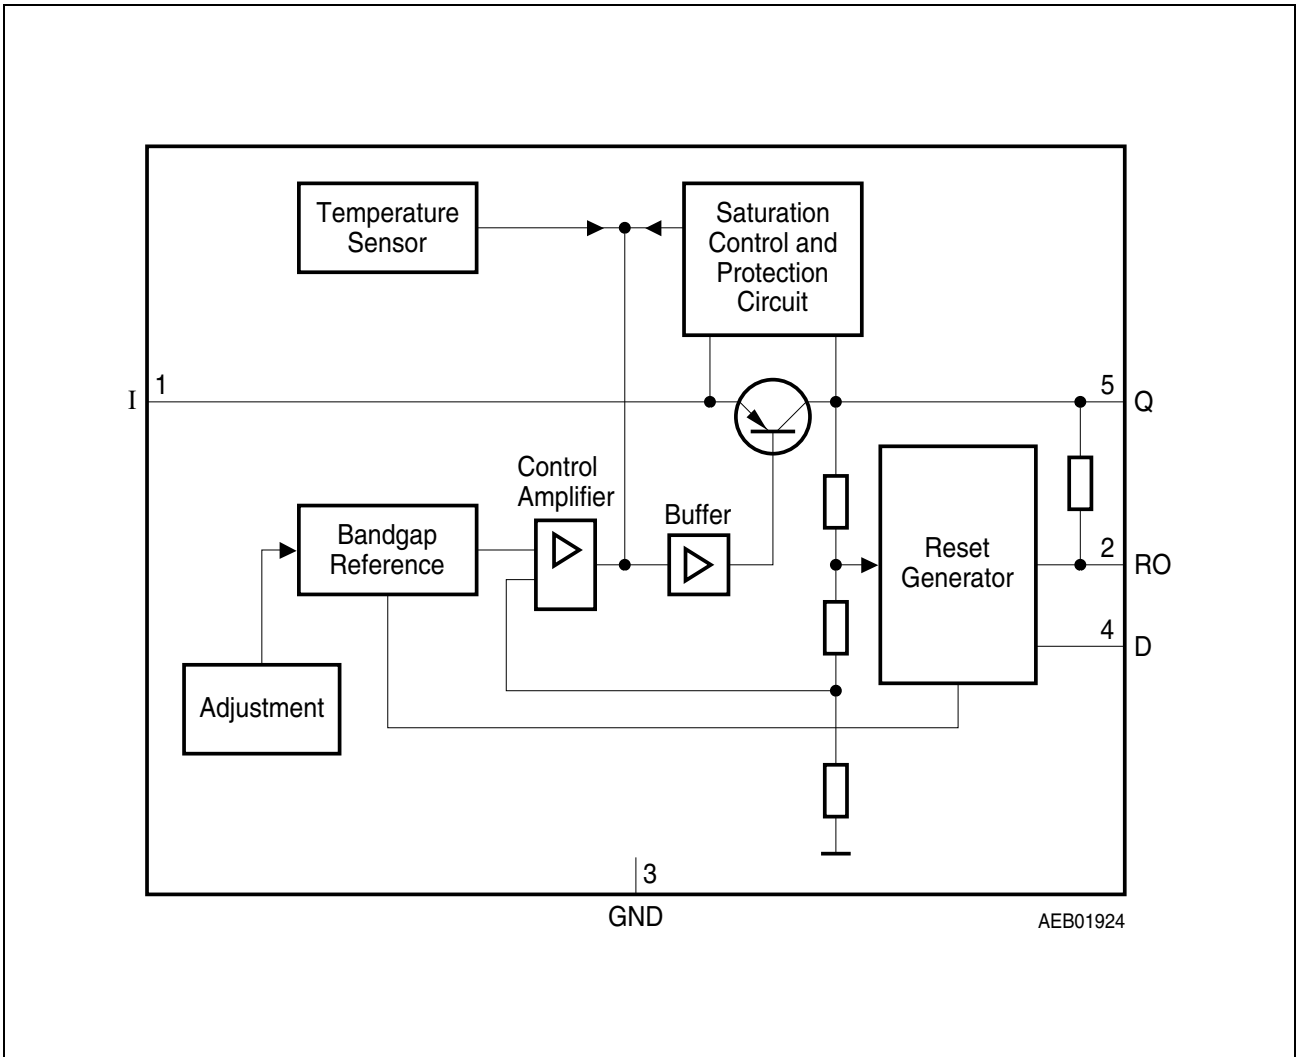 Temperature
Sensor
Saturation
Control and
Protection
Circuit
I
1
5
Q
Control
Amplifier
Buffer
Bandgap
Reference
Reset
Generator
2
RO
4
D
Adjustment
3
GND
AEB01924